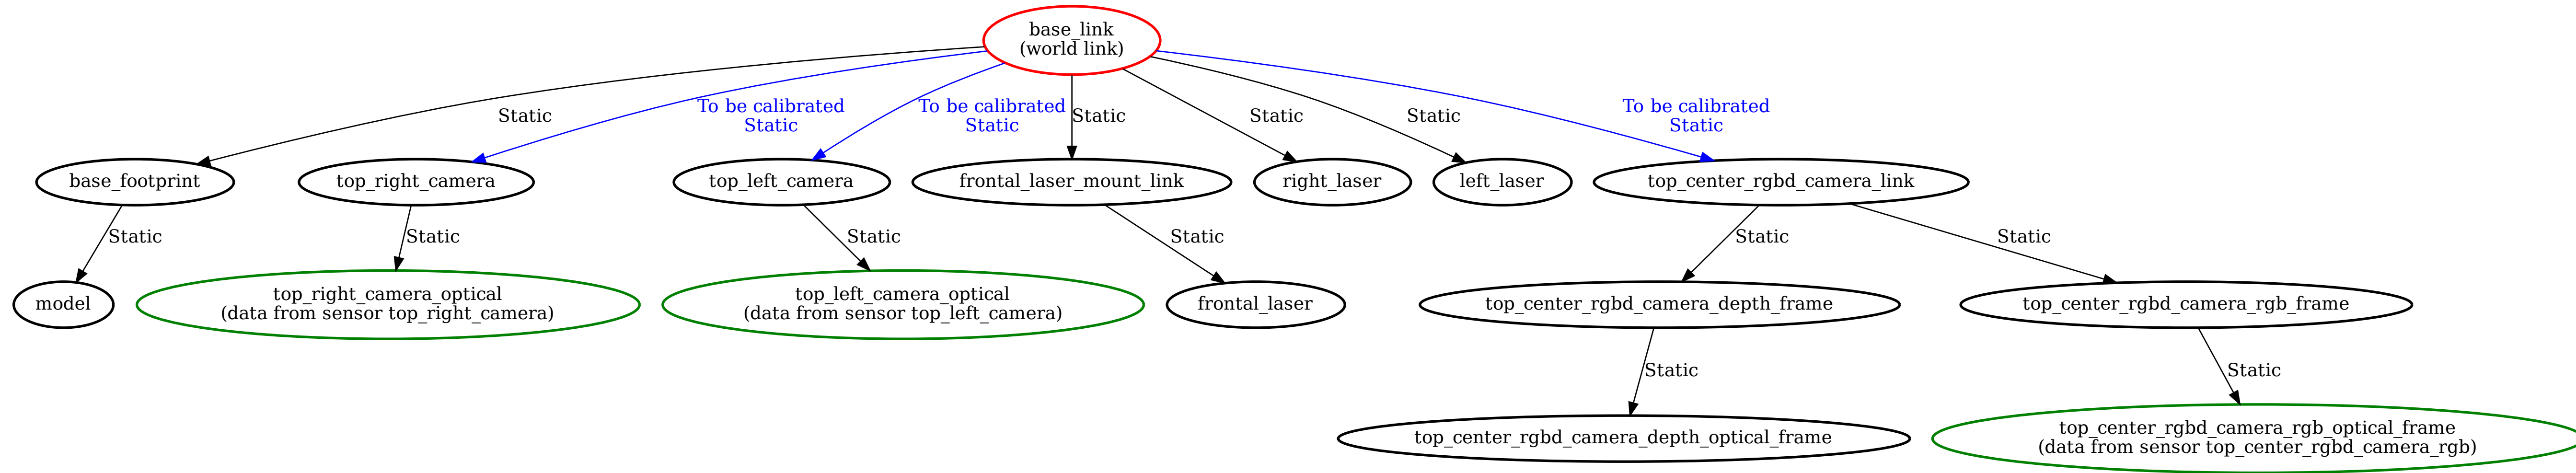 base_link
(world link)
Static
To be calibrated
Static
To be calibrated
Static
Static
Static
Static
To be calibrated
Static
base_footprint
top_right_camera
top_left_camera
frontal_laser_mount_link
right_laser
left_laser
top_center_rgbd_camera_link
Static
Static
Static
Static
Static
Static
model
top_right_camera_optical
(data from sensor top_right_camera)
top_left_camera_optical
(data from sensor top_left_camera)
frontal_laser
top_center_rgbd_camera_depth_frame
top_center_rgbd_camera_rgb_frame
Static
Static
top_center_rgbd_camera_depth_optical_frame
top_center_rgbd_camera_rgb_optical_frame
(data from sensor top_center_rgbd_camera_rgb)